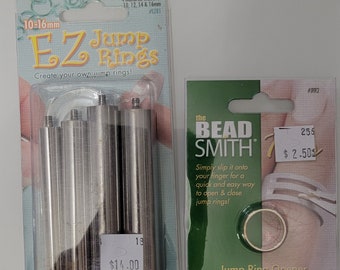 10, 12, 14 & 16mm
10-16mm
EZ Jump
Rings
Create your own jump rings!
$14.00
#992
the
BEAD
SMITH
$ 2.50
Simply slip it onto
your finger for a
quick and easy way
to open & close
jump rings!
Jump Ring